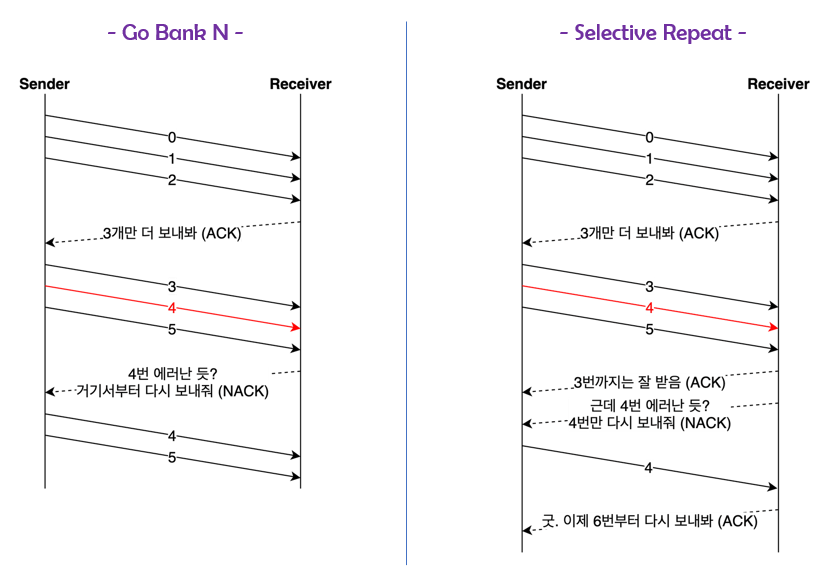 - Go Bank N -
Sender
Receiver
0
1
2
3개만 더 보내봐 (ACK)
3
4
5
4번 에러난 듯?
거기서부터 다시 보내줘 (NACK)
4
5
- Selective Repeat -
Sender
Receiver
0
1
2
3개만 더 보내봐 (ACK)
3
4
5
3번까지는 잘 받음 (ACK)
근데 4번 에러난 듯?
4번만 다시 보내줘 (NACK)
4
굿. 이제 6번부터 다시 보내봐 (ACK)